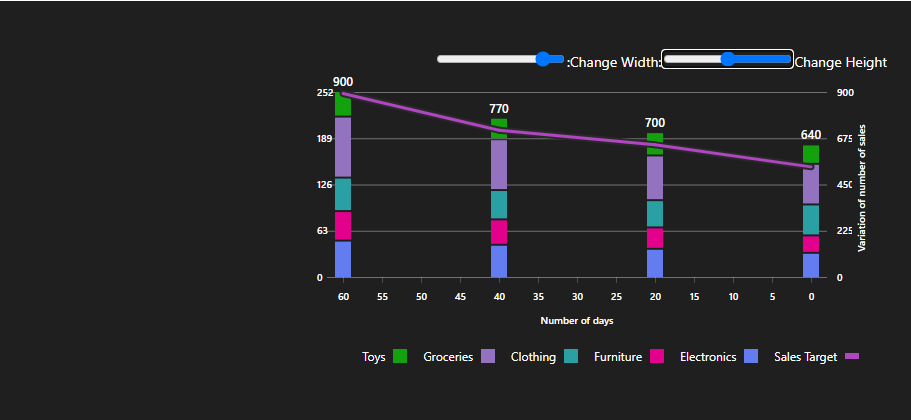 :Change Width: Change Height
900
770
700
640
252
189
126
63
0
900
675
450
225
0
Variation of number of sales
60 55 50 45 40 35 30 25 20 15 10 5 0
Number of days
Toys Groceries Clothing Furniture Electronics Sales Target